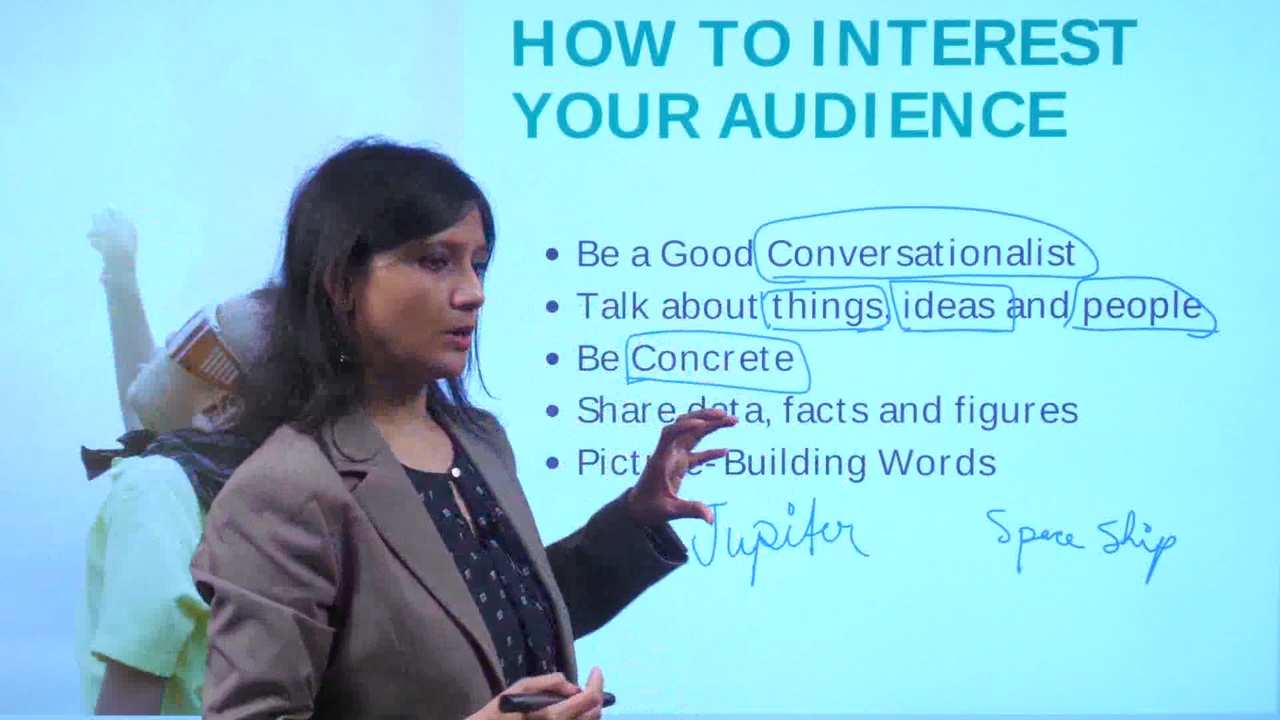 HOW TO INTEREST
YOUR AUDIENCE
• Be a Good Conversationalist
• Talk about things, ideas and people
• Be Concrete
• Share data, facts and figures
• Picture-Building Words
Jupiter Space Ship